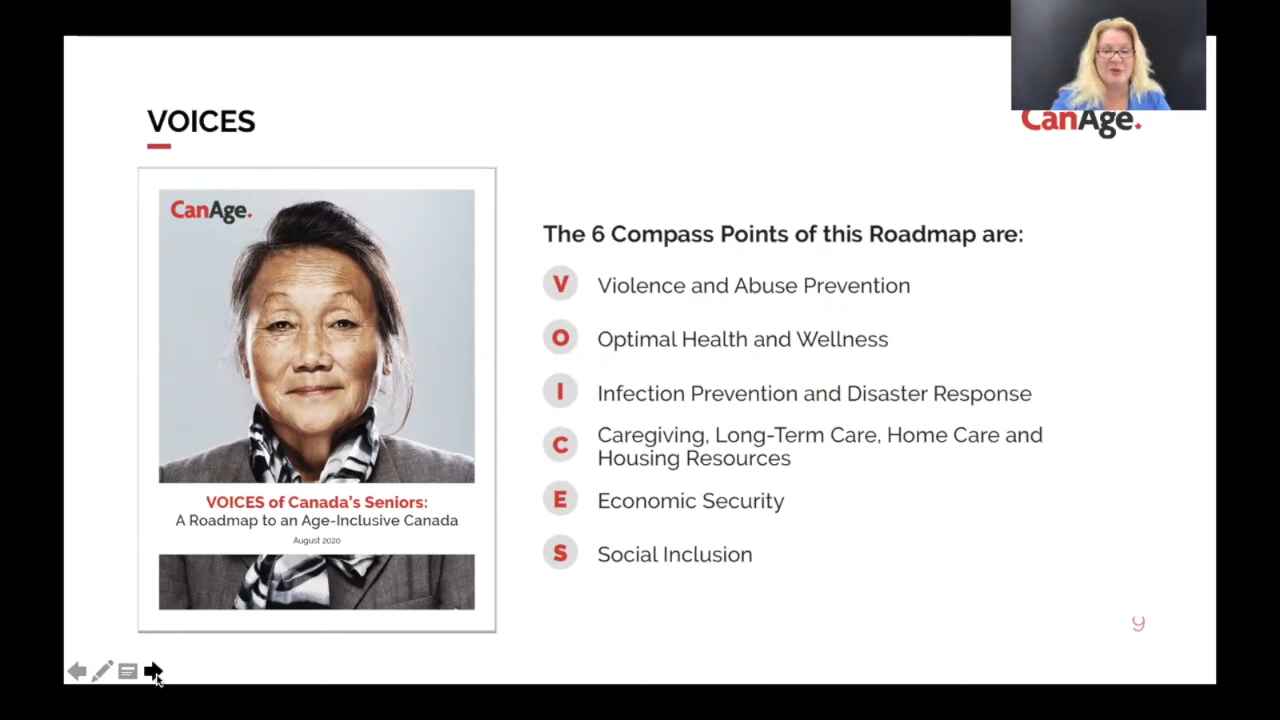 VOICES
CanAge.
CanAge.
VOICES of Canada's Seniors:
A Roadmap to an Age-Inclusive Canada
August 2020
The 6 Compass Points of this Roadmap are:
V Violence and Abuse Prevention
O Optimal Health and Wellness
I Infection Prevention and Disaster Response
C Caregiving, Long-Term Care, Home Care and
Housing Resources
E Economic Security
S Social Inclusion
9